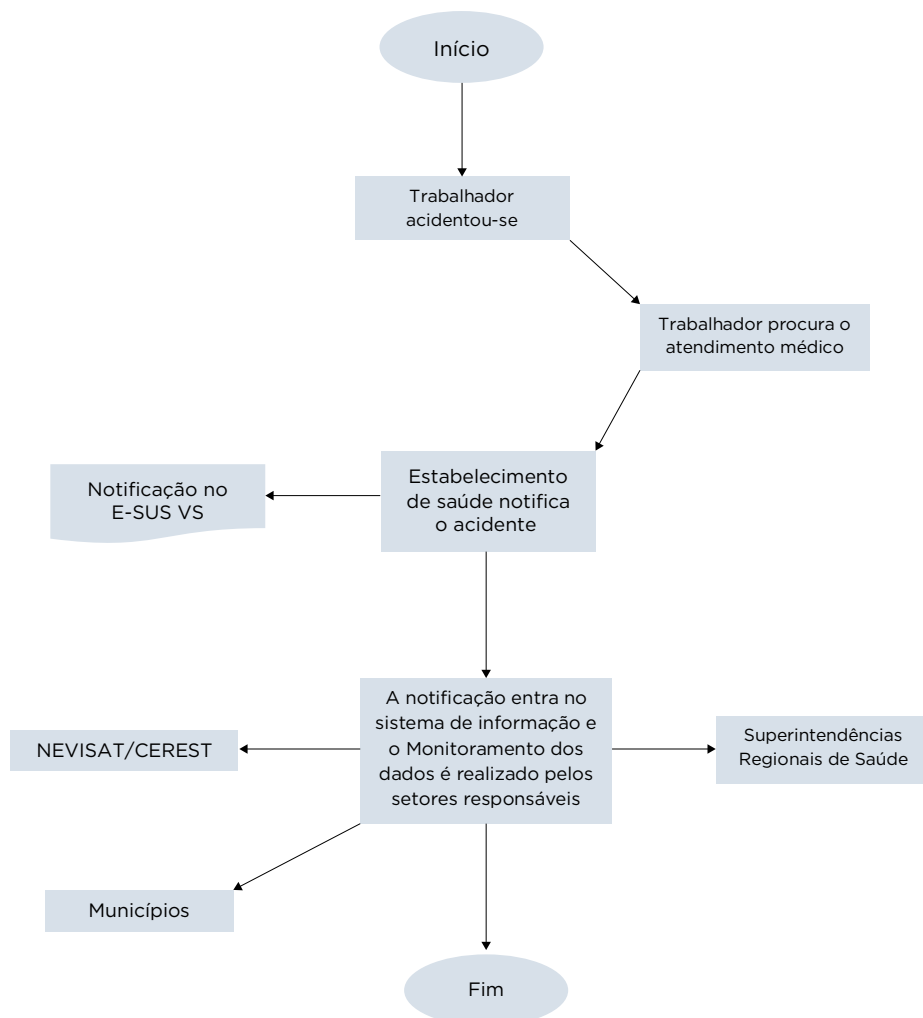 Início
Trabalhador
acidentou-se
Trabalhador procura o
atendimento médico
Estabelecimento
de saúde notifica
o acidente
Notificação no
E-SUS VS
A notificação entra no
sistema de informação e
o Monitoramento dos
dados é realizado pelos
setores responsáveis
NEVISAT/CEREST
Superintendências
Regionais de Saúde
Municípios
Fim